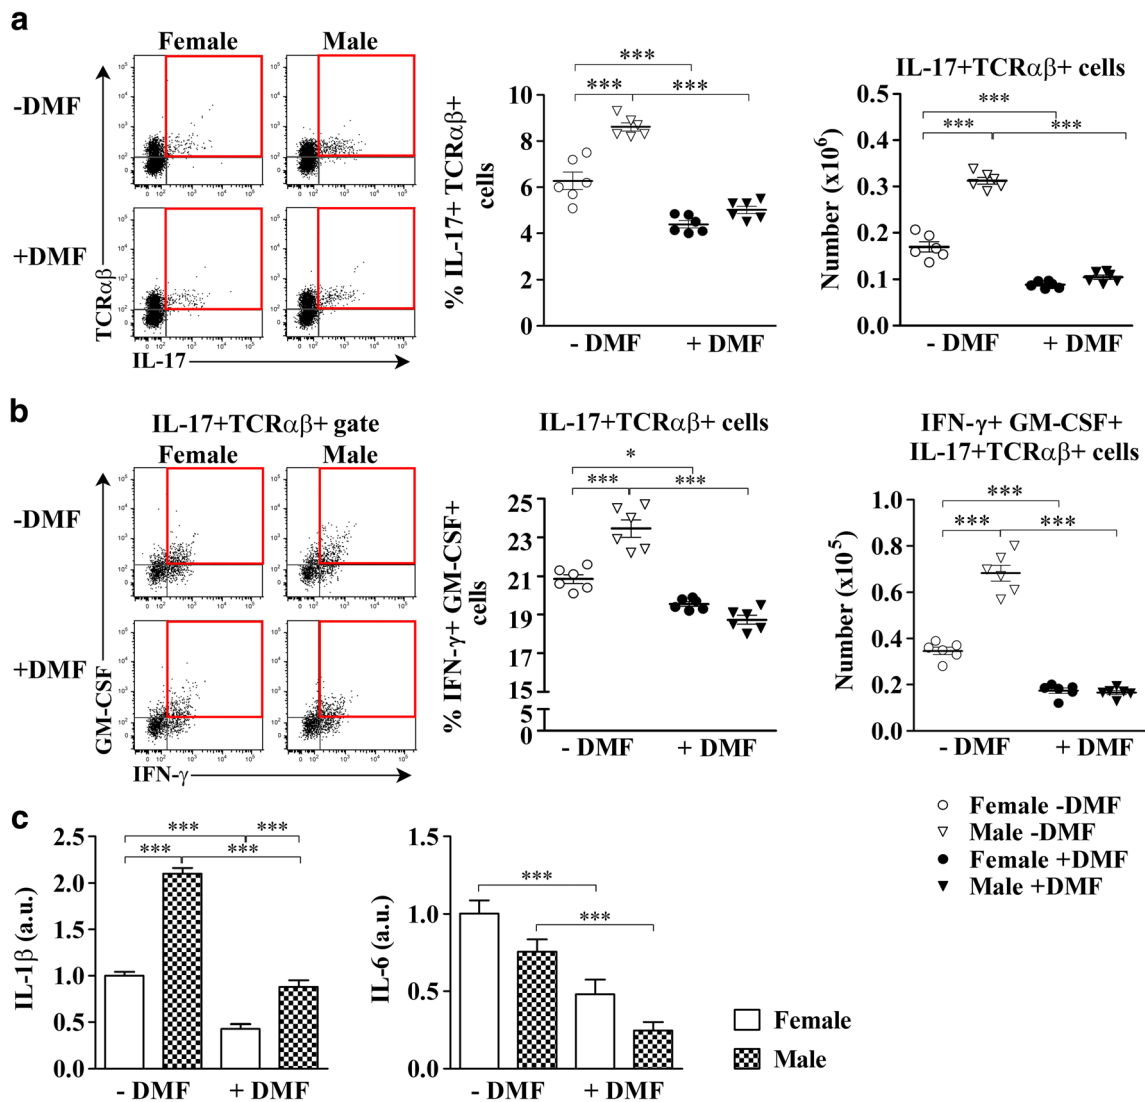 a
Female
Male
-DMF
+DMF
TCRαβ
IL-17
% IL-17+ TCRαβ+
cells
10
8
6
4
2
0
***
***
***
- DMF
+ DMF
IL-17+TCRαβ+ cells
Number (x10⁶)
0.5
0.4
0.3
0.2
0.1
0.0
***
***
***
- DMF
+ DMF
b
IL-17+TCRαβ+ gate
Female
Male
-DMF
+DMF
GM-CSF
IFN-γ
IL-17+TCRαβ+ cells
% IFN-γ+ GM-CSF+
cells
25
23
21
19
17
15
5
0
*
***
***
- DMF
+ DMF
IFN-γ+ GM-CSF+
IL-17+TCRαβ+ cells
Number (x10⁵)
1.0
0.8
0.6
0.4
0.2
0.0
***
***
***
- DMF
+ DMF
Female -DMF
Male -DMF
Female +DMF
Male +DMF
c
IL-1β (a.u.)
2.5
2.0
1.5
1.0
0.5
0.0
*** ***
*** ***
- DMF
+ DMF
IL-6 (a.u.)
1.5
1.0
0.5
0.0
***
***
- DMF
+ DMF
Female
Male